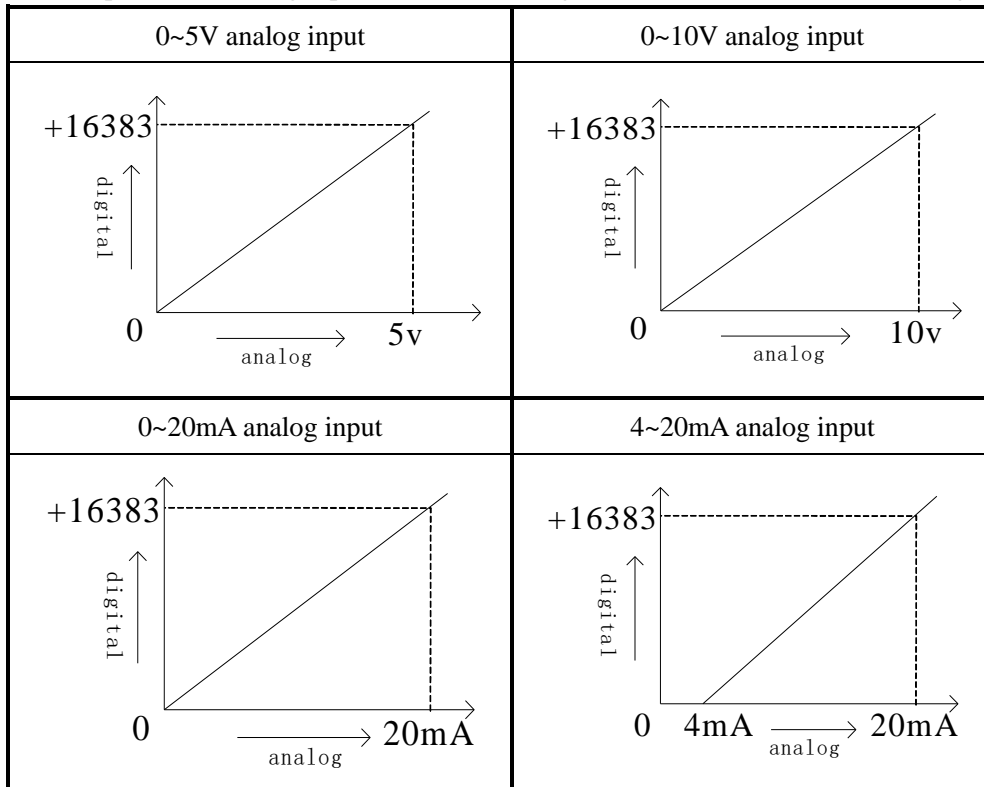 0~5V analog input
0~10V analog input
+16383
digital
0
analog
5v
+16383
digital
0
analog
10v
0~20mA analog input
4~20mA analog input
+16383
digital
0
analog
20mA
+16383
digital
0
4mA
analog
20mA